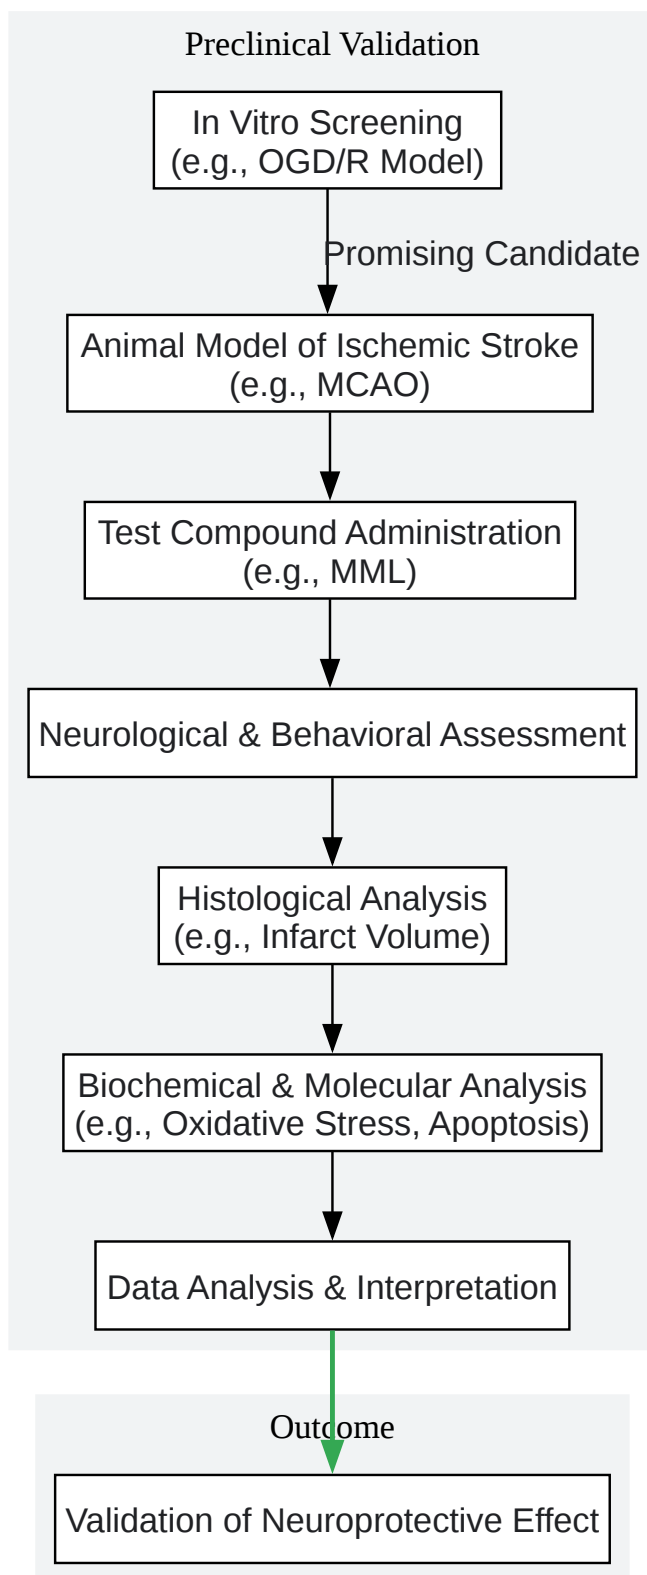 Preclinical Validation
In Vitro Screening
(e.g., OGD/R Model)
Promising Candidate
Animal Model of Ischemic Stroke
(e.g., MCAO)
Test Compound Administration
(e.g., MML)
Neurological & Behavioral Assessment
Histological Analysis
(e.g., Infarct Volume)
Biochemical & Molecular Analysis
(e.g., Oxidative Stress, Apoptosis)
Data Analysis & Interpretation
Outcome
Validation of Neuroprotective Effect